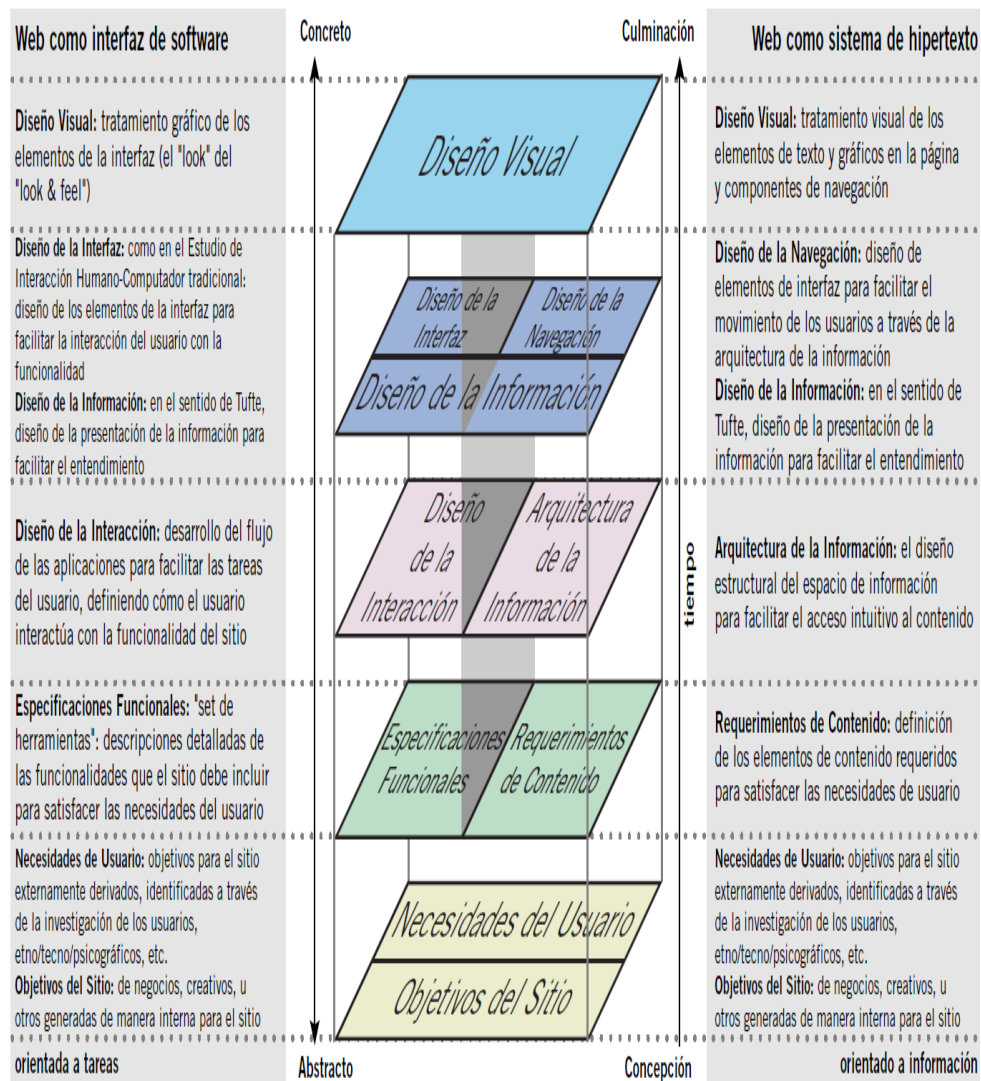 Web como interfaz de software
Diseño Visual: tratamiento gráfico de los
elementos de la interfaz (el "look" del
"look & feel")
Diseño de la Interfaz: como en el Estudio de
Interacción Humano-Computador tradicional:
diseño de los elementos de la interfaz para
facilitar la interacción del usuario con la
funcionalidad
Diseño de la Información: en el sentido de Tufte,
diseño de la presentación de la información para
facilitar el entendimiento
Diseño de la Interacción: desarrollo del flujo
de las aplicaciones para facilitar las tareas
del usuario, definiendo cómo el usuario
interactúa con la funcionalidad del sitio
Especificaciones Funcionales: "set de
herramientas": descripciones detalladas de
las funcionalidades que el sitio debe incluir
para satisfacer las necesidades del usuario
Necesidades de Usuario: objetivos para el sitio
externamente derivados, identificadas a través
de la investigación de los usuarios,
etno/tecno/psicográficos, etc.
Objetivos del Sitio: de negocios, creativos, u
otros generadas de manera interna para el sitio
orientada a tareas
Concreto
Culminación
Diseño Visual
Diseño de la
Interfaz
Diseño de la
Navegación
Diseño de la Información
Diseño
de la
Interacción
Arquitectura
de la
Información
tiempo
Especificaciones
Funcionales
Requerimientos
de Contenido
Necesidades del Usuario
Objetivos del Sitio
Abstracto
Concepción
Web como sistema de hipertexto
Diseño Visual: tratamiento visual de los
elementos de texto y gráficos en la página
y componentes de navegación
Diseño de la Navegación: diseño de
elementos de interfaz para facilitar el
movimiento de los usuarios a través de la
arquitectura de la información
Diseño de la Información: en el sentido de
Tufte, diseño de la presentación de la
información para facilitar el entendimiento
Arquitectura de la Información: el diseño
estructural del espacio de información
para facilitar el acceso intuitivo al contenido
Requerimientos de Contenido: definición
de los elementos de contenido requeridos
para satisfacer las necesidades de usuario
Necesidades de Usuario: objetivos para el sitio
externamente derivados, identificadas a través
de la investigación de los usuarios,
etno/tecno/psicográficos, etc.
Objetivos del Sitio: de negocios, creativos, u
otros generadas de manera interna para el sitio
orientado a información